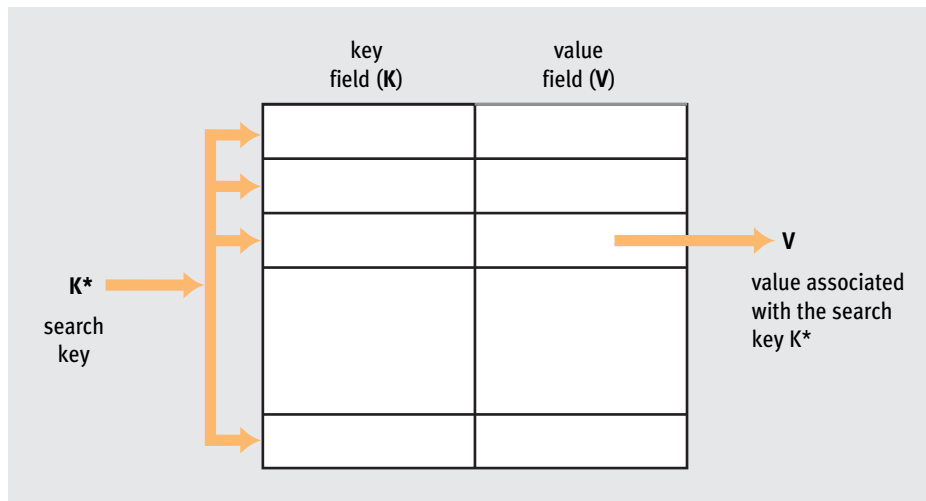 key
field (K)
value
field (V)
K*
search
key
V
value associated
with the search
key K*